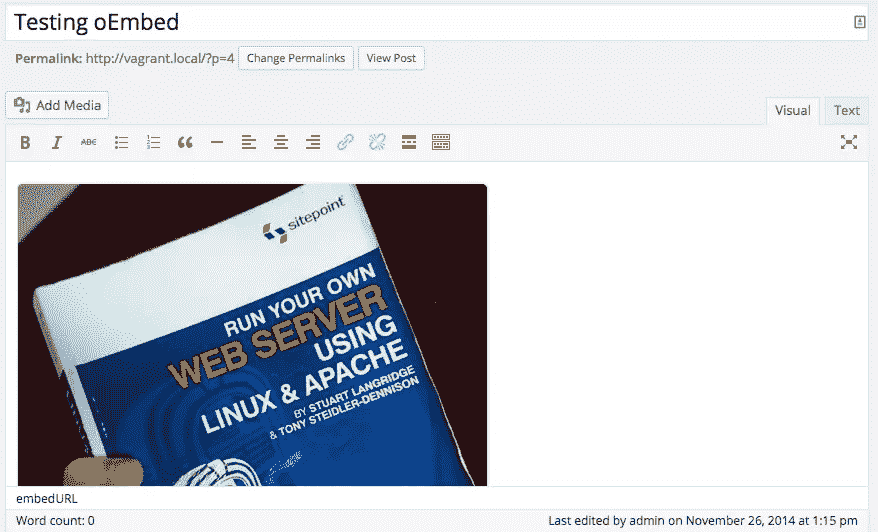 Testing oEmbed
Permalink: http://vagrant.local/?p=4 Change Permalinks View Post
Add Media Visual Text
B I ABC
sitepoint
RUN YOUR OWN
WEB SERVER
USING
LINUX & APACHE
BY STUART LANGRIDGE
& TONY STEIDLER-DENNISON
embedURL
Word count: 0 Last edited by admin on November 26, 2014 at 1:15 pm